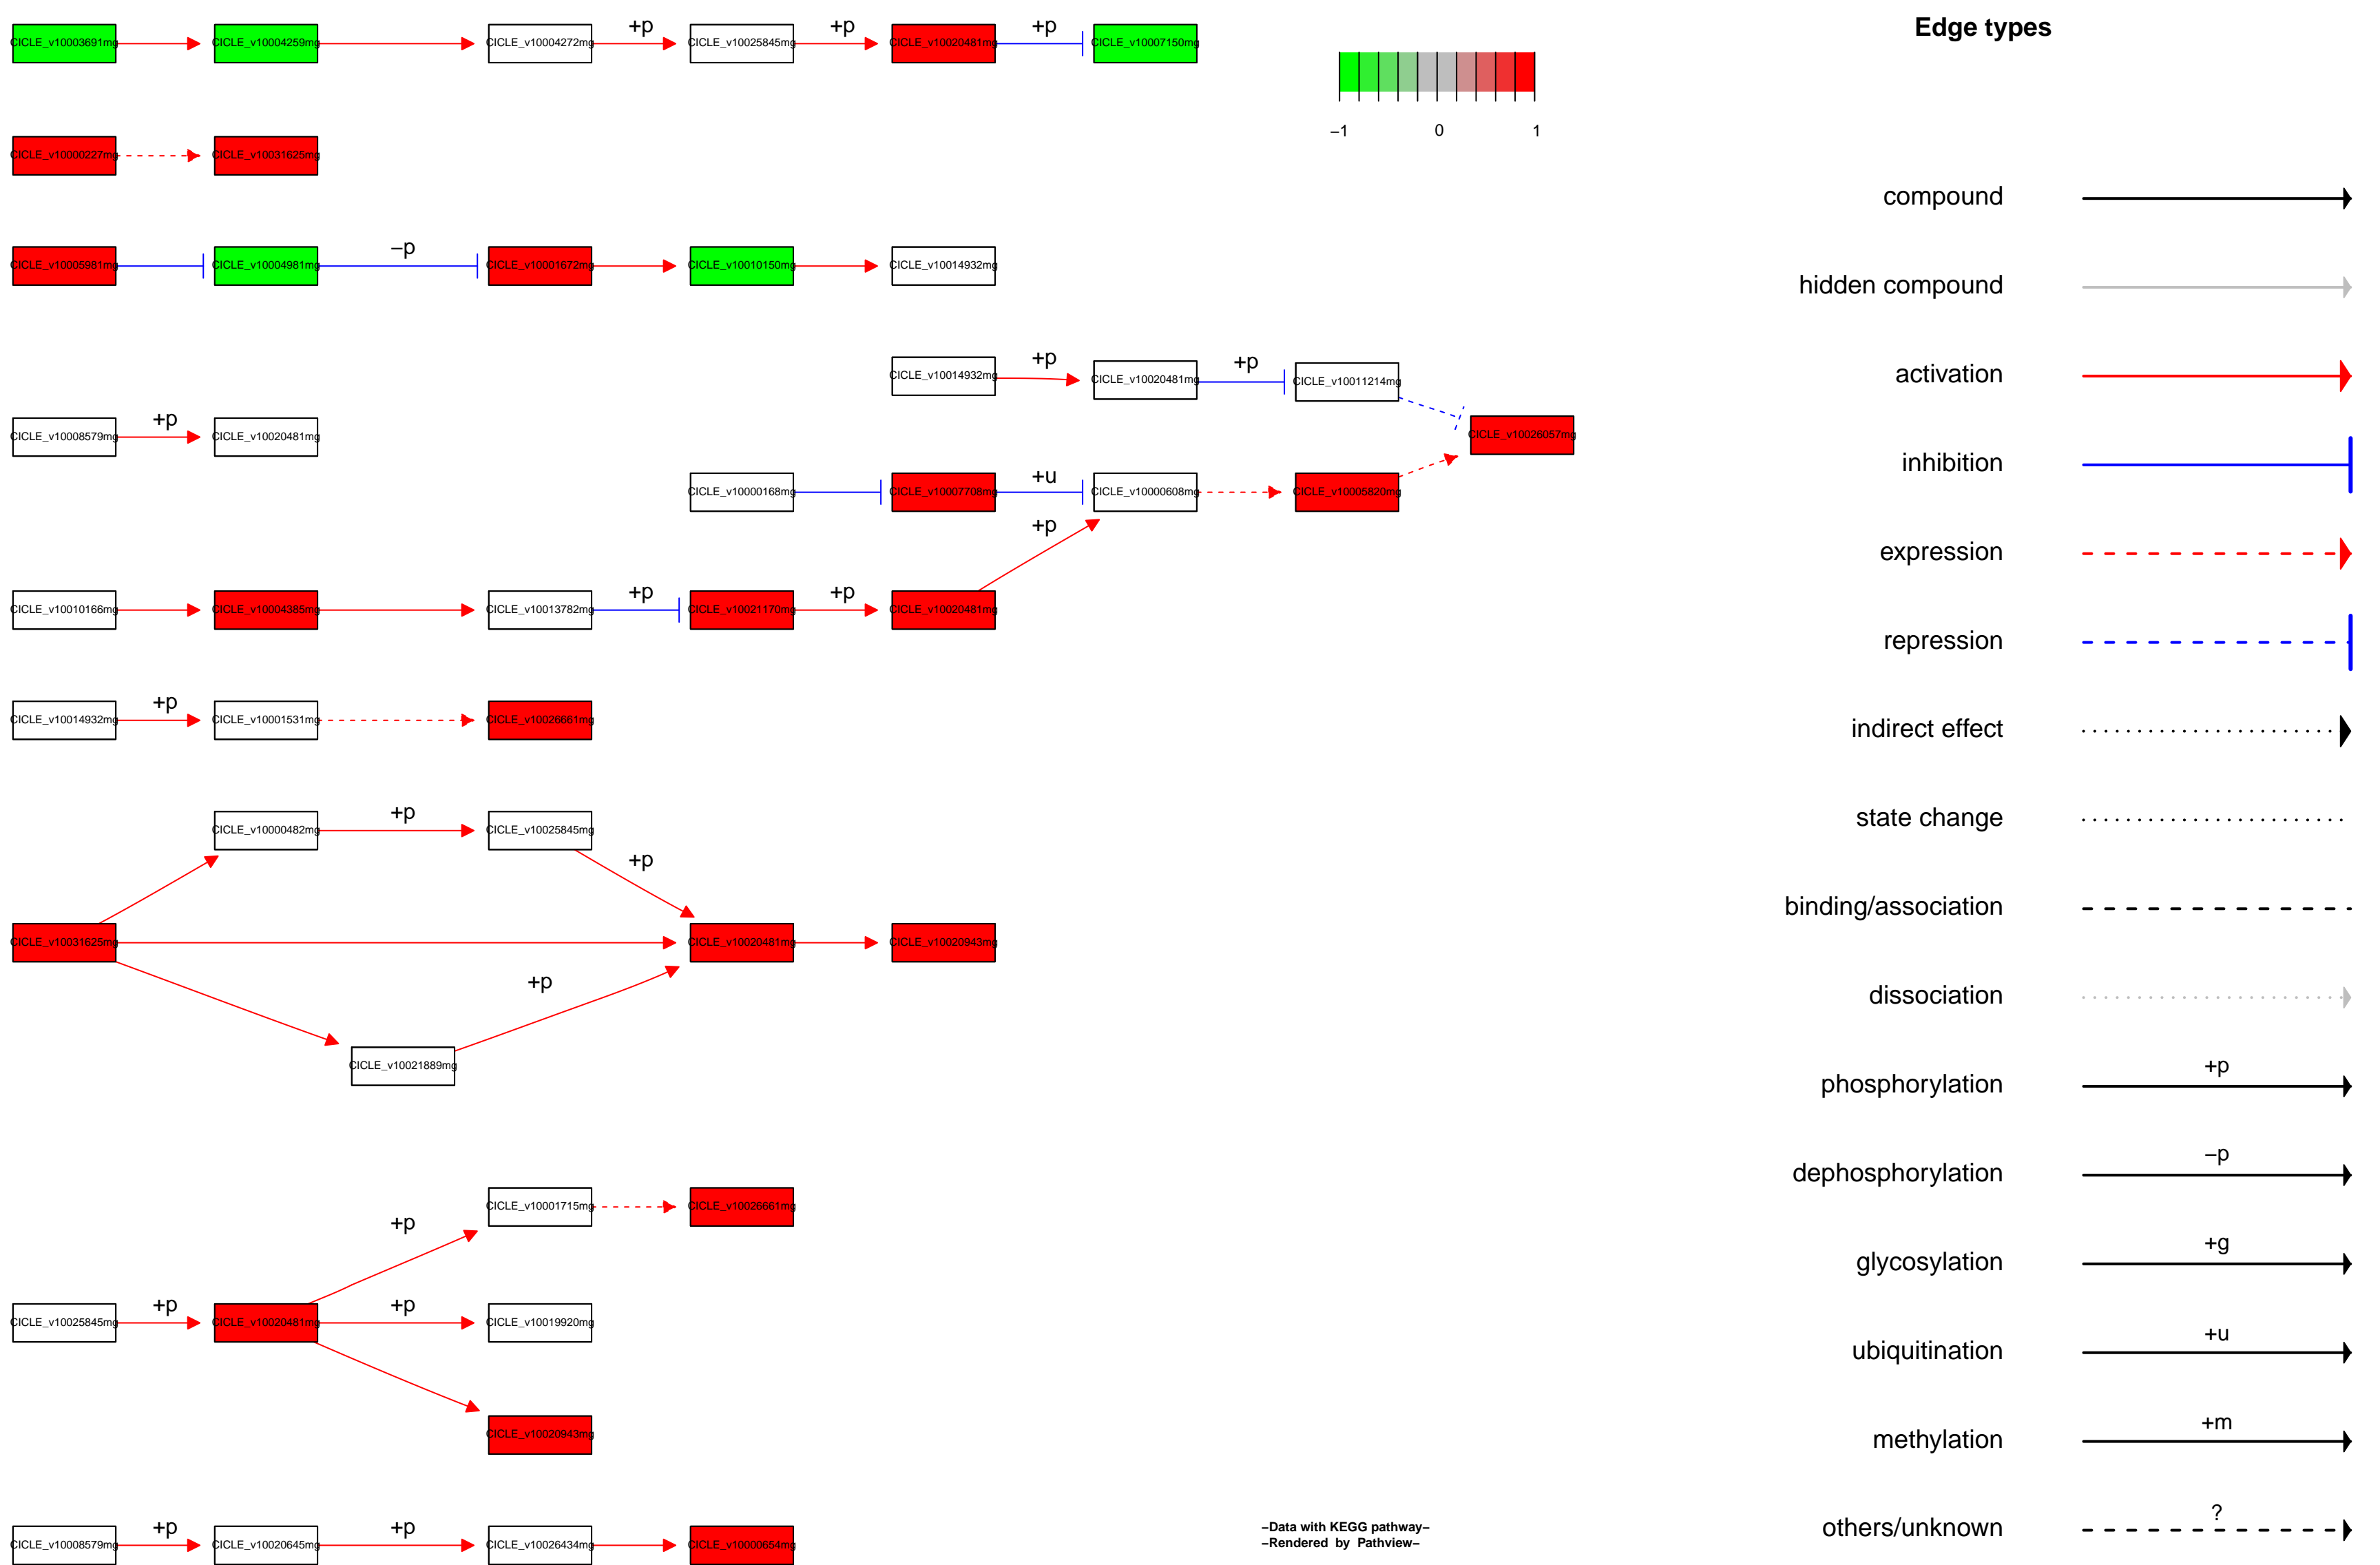 CICLE_v10003691mg CICLE_v10004259mg CICLE_v10004272mg +p CICLE_v10025845mg +p CICLE_v10020481mg +p CICLE_v10007150mg
−1 0 1
CICLE_v10000227mg CICLE_v10031625mg
CICLE_v10005981mg CICLE_v10004981mg −p CICLE_v10001672mg CICLE_v10010150mg CICLE_v10014932mg
CICLE_v10014932mg +p CICLE_v10020481mg +p CICLE_v10011214mg
CICLE_v10008579mg +p CICLE_v10020481mg CICLE_v10026057mg
CICLE_v10000168mg CICLE_v10007708mg +u CICLE_v10000608mg CICLE_v10005820mg
+p
CICLE_v10010166mg CICLE_v10004385mg CICLE_v10013782mg +p CICLE_v10021170mg +p CICLE_v10020481mg
CICLE_v10014932mg +p CICLE_v10001531mg CICLE_v10026661mg
CICLE_v10000482mg +p CICLE_v10025845mg
+p
CICLE_v10031625mg CICLE_v10020481mg CICLE_v10020943mg
+p
CICLE_v10021889mg
CICLE_v10001715mg CICLE_v10026661mg
+p
CICLE_v10025845mg +p CICLE_v10020481mg +p CICLE_v10019920mg
CICLE_v10020943mg
CICLE_v10008579mg +p CICLE_v10020645mg +p CICLE_v10026434mg CICLE_v10000654mg
−Data with KEGG pathway−
−Rendered by Pathview−
Edge types
compound
hidden compound
activation
inhibition
expression
repression
indirect effect
state change
binding/association
dissociation
phosphorylation +p
dephosphorylation −p
glycosylation +g
ubiquitination +u
methylation +m
others/unknown ?